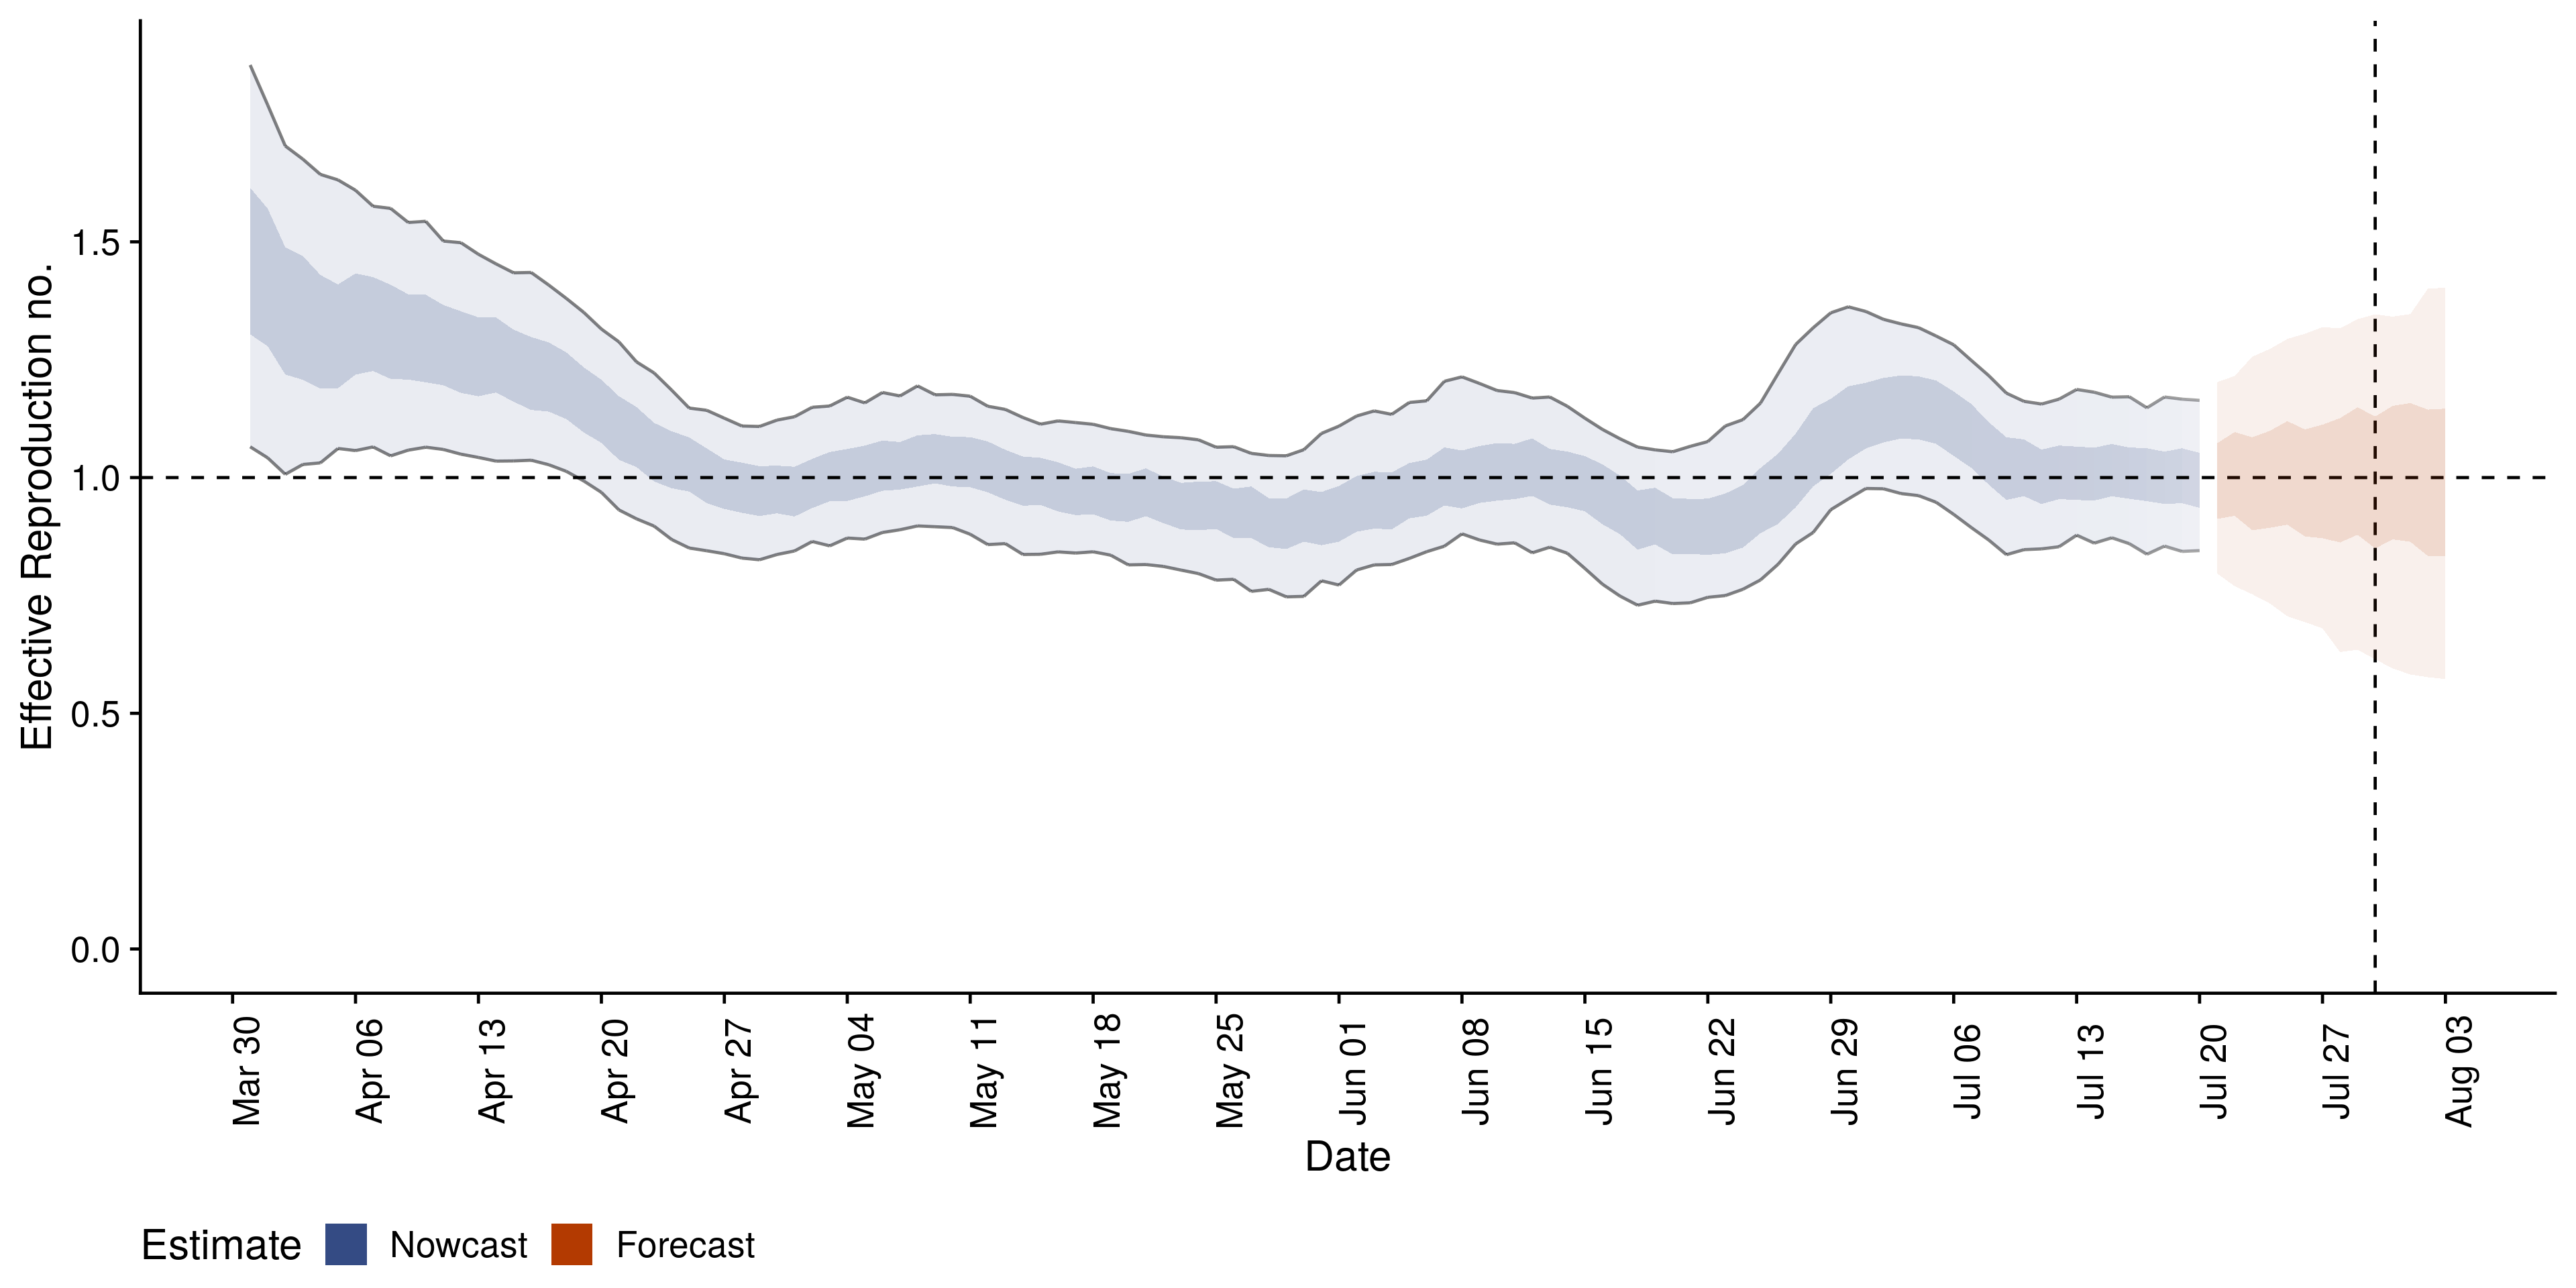 Effective Reproduction no.
1.5
1.0
0.5
0.0
Mar 30
Apr 06
Apr 13
Apr 20
Apr 27
May 04
May 11
May 18
May 25
Jun 01
Jun 08
Jun 15
Jun 22
Jun 29
Jul 06
Jul 13
Jul 20
Jul 27
Aug 03
Date
Estimate Nowcast Forecast